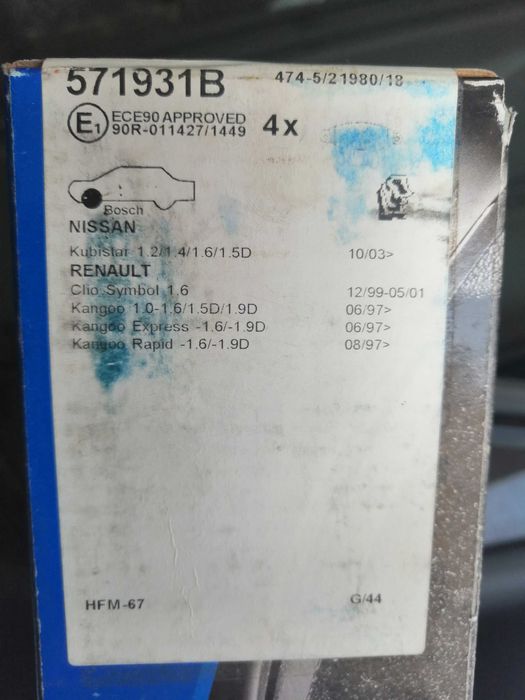 571931B 474-5/21980/18
E1 ECE90 APPROVED 4x
90R-011427/1449
Bosch
NISSAN
Kubistar 1.2/1.4/1.6/1.5D 10/03>
RENAULT
Clio Symbol 1.6 12/99-05/01
Kangoo 1.0-1.6/1.5D/1.9D 06/97>
Kangoo Express -1.6/-1.9D 06/97>
Kangoo Rapid -1.6/-1.9D 08/97>
HFM-67 G/44